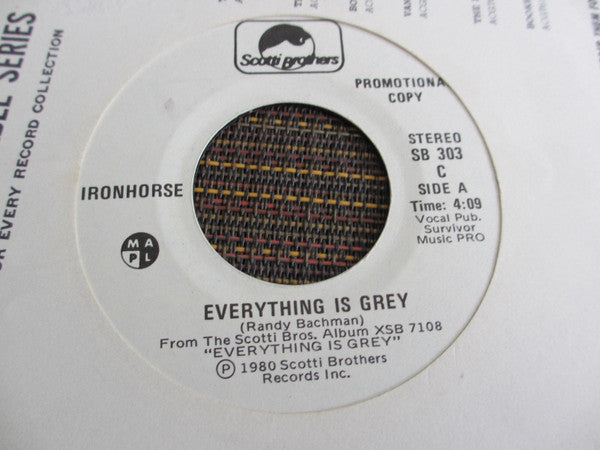 Scotti Brothers
PROMOTIONA
COPY
STEREO
SB 303
C
SIDE A
Time: 4:09
Vocal Pub.
Survivor
Music PRO
IRONHORSE
M A
P L
EVERYTHING IS GREY
(Randy Bachman)
From The Scotti Bros. Album XSB 7108
"EVERYTHING IS GREY"
Ⓟ 1980 Scotti Brothers
Records Inc.
SERIES
EVERY RECORD COLLECTION